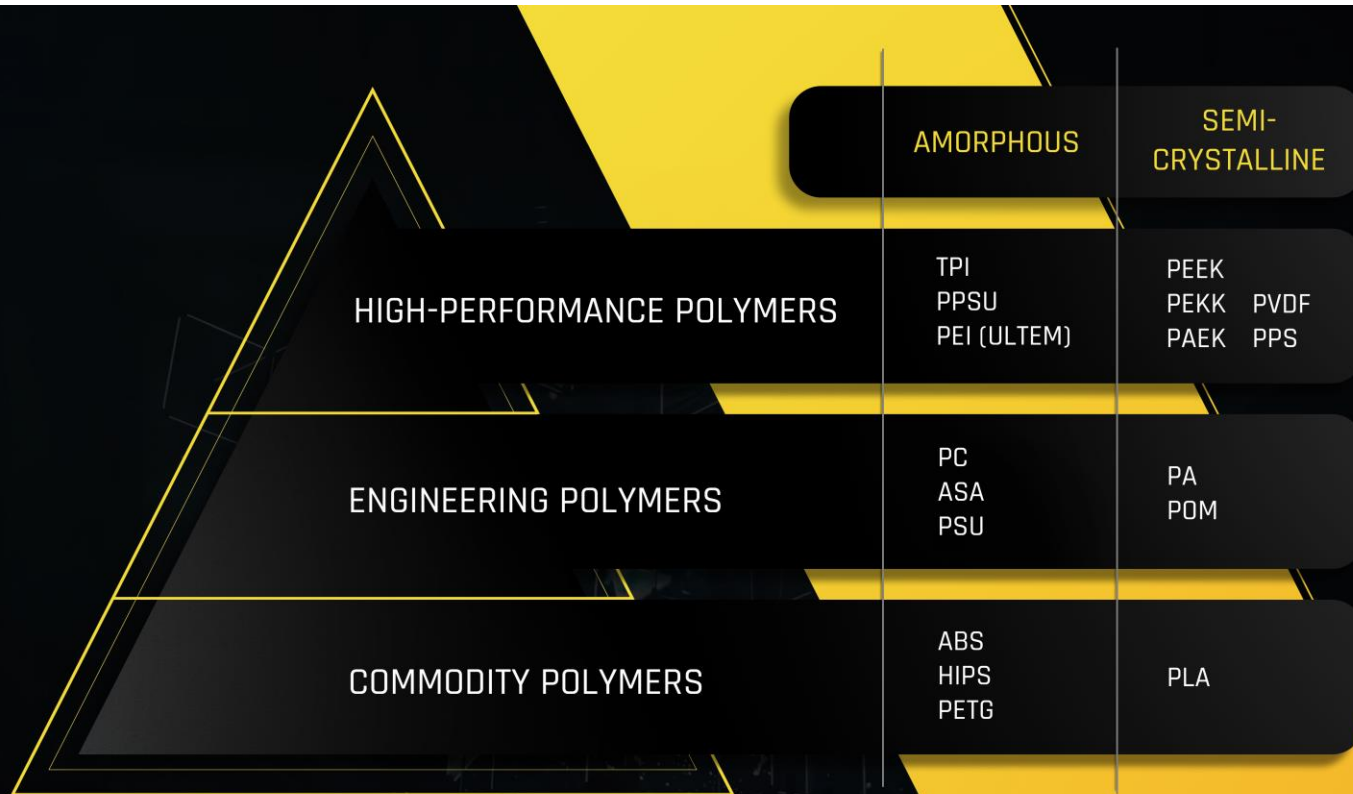 AMORPHOUS
SEMI-
CRYSTALLINE
HIGH-PERFORMANCE POLYMERS
TPI
PPSU
PEI (ULTEM)
PEEK
PEKK PVDF
PAEK PPS
ENGINEERING POLYMERS
PC
ASA
PSU
PA
POM
COMMODITY POLYMERS
ABS
HIPS
PETG
PLA